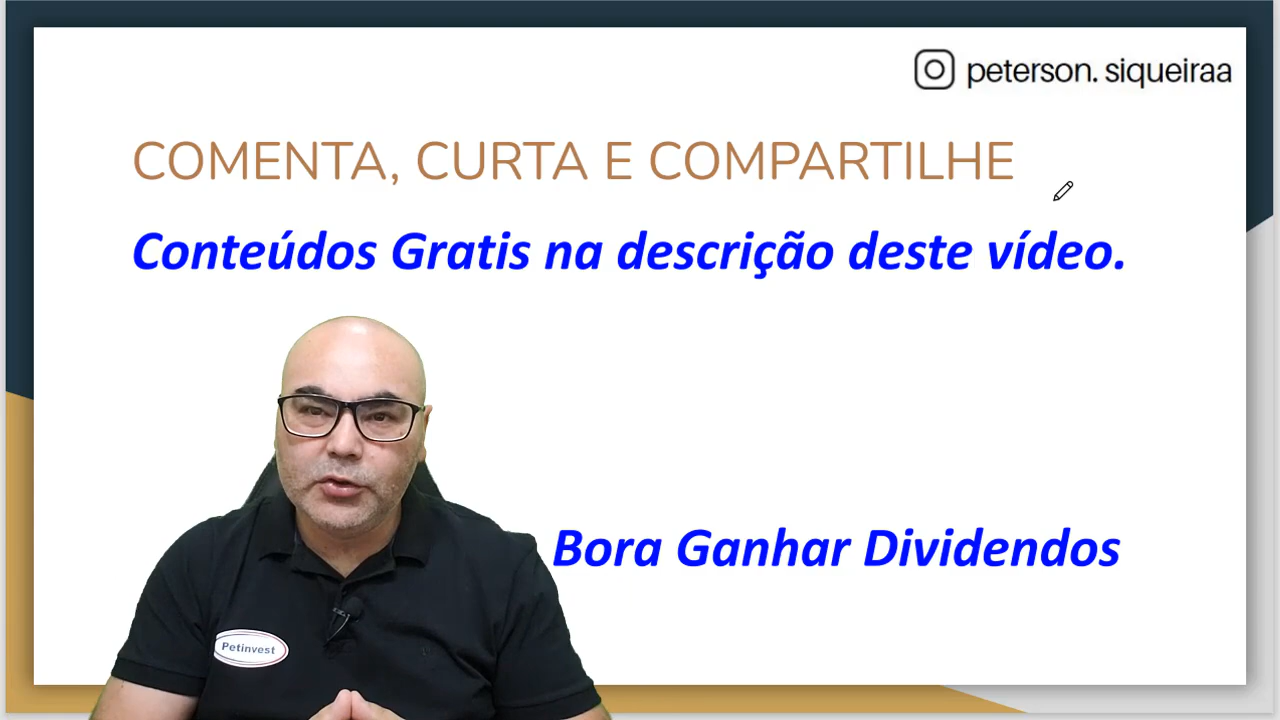 peterson. siqueiraa
COMENTA, CURTA E COMPARTILHE
Conteúdos Gratis na descrição deste vídeo.
Bora Ganhar Dividendos
Petinvest